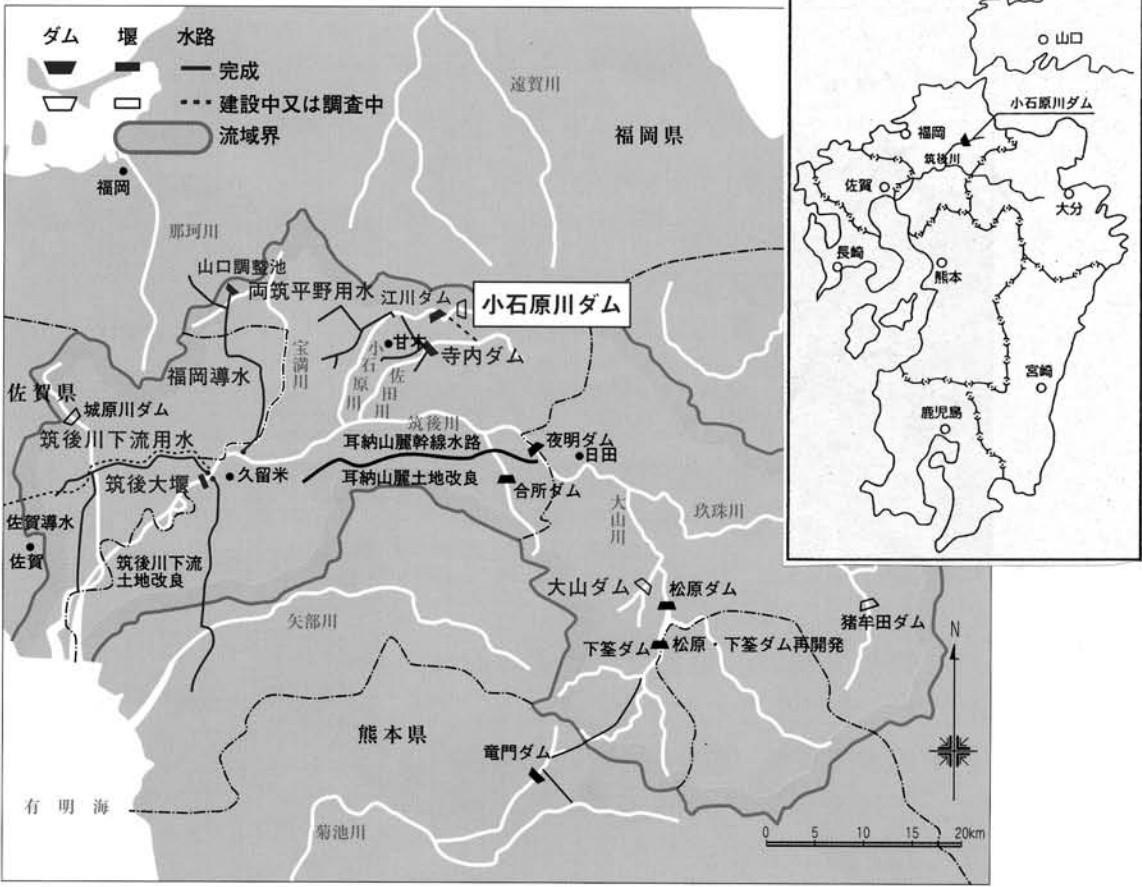 ダム 堰 水路
完成
建設中又は調査中
流域界
福岡
遠賀川
福岡県
那珂川
山口調整池
両筑平野用水
江川ダム
小石原川ダム
甘木
寺内ダム
小石原川
佐田川
宝満川
福岡導水
佐賀県
城原川ダム
筑後川下流用水
筑後川
耳納山麓幹線水路
夜明ダム
日田
筑後大堰
久留米
耳納山麓土地改良
合所ダム
大山川
玖珠川
佐賀導水
佐賀
筑後川下流
土地改良
大山ダム
松原ダム
猪牟田ダム
矢部川
下筌ダム
松原・下筌ダム再開発
熊本県
竜門ダム
有明海
菊池川
N
0 5 10 15 20km
山口
小石原川ダム
福岡
筑後川
佐賀
大分
長崎
熊本
宮崎
鹿児島